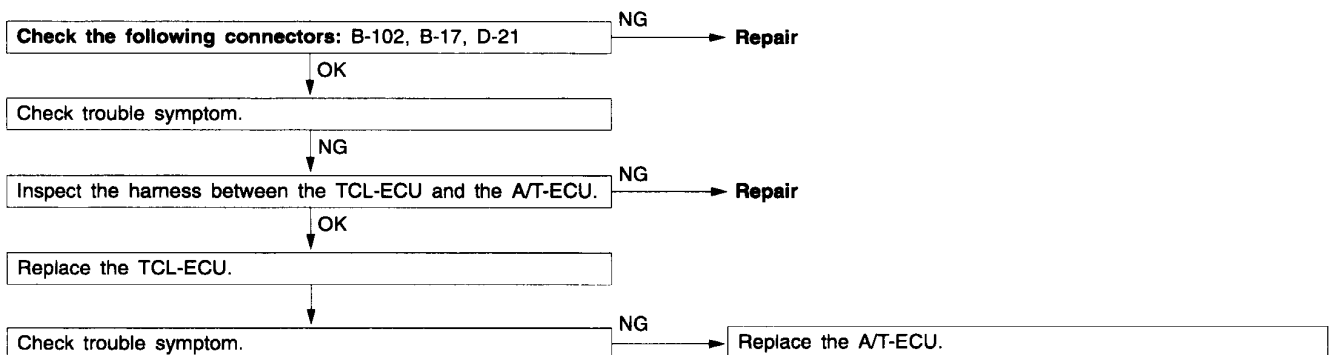 Check the following connectors: B-102, B-17, D-21
NG
Repair
OK
Check trouble symptom.
NG
Inspect the harness between the TCL-ECU and the A/T-ECU.
NG
Repair
OK
Replace the TCL-ECU.
Check trouble symptom.
NG
Replace the A/T-ECU.